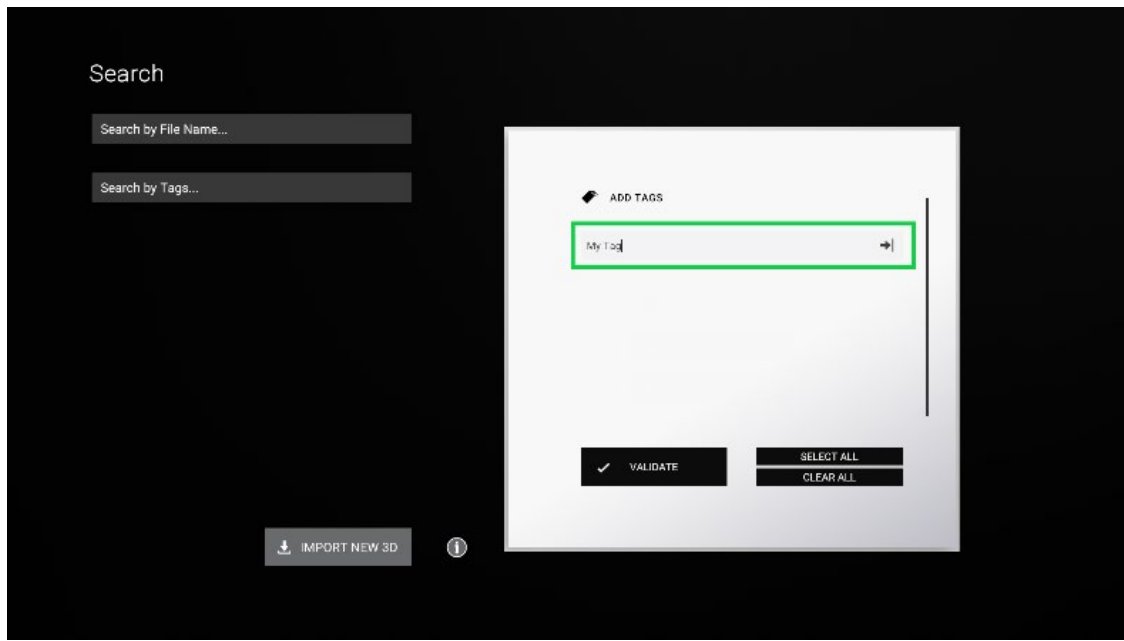 Search
Search by File Name...
Search by Tags...
ADD TAGS
My Tag
VALIDATE
SELECT ALL
CLEAR ALL
IMPORT NEW 3D